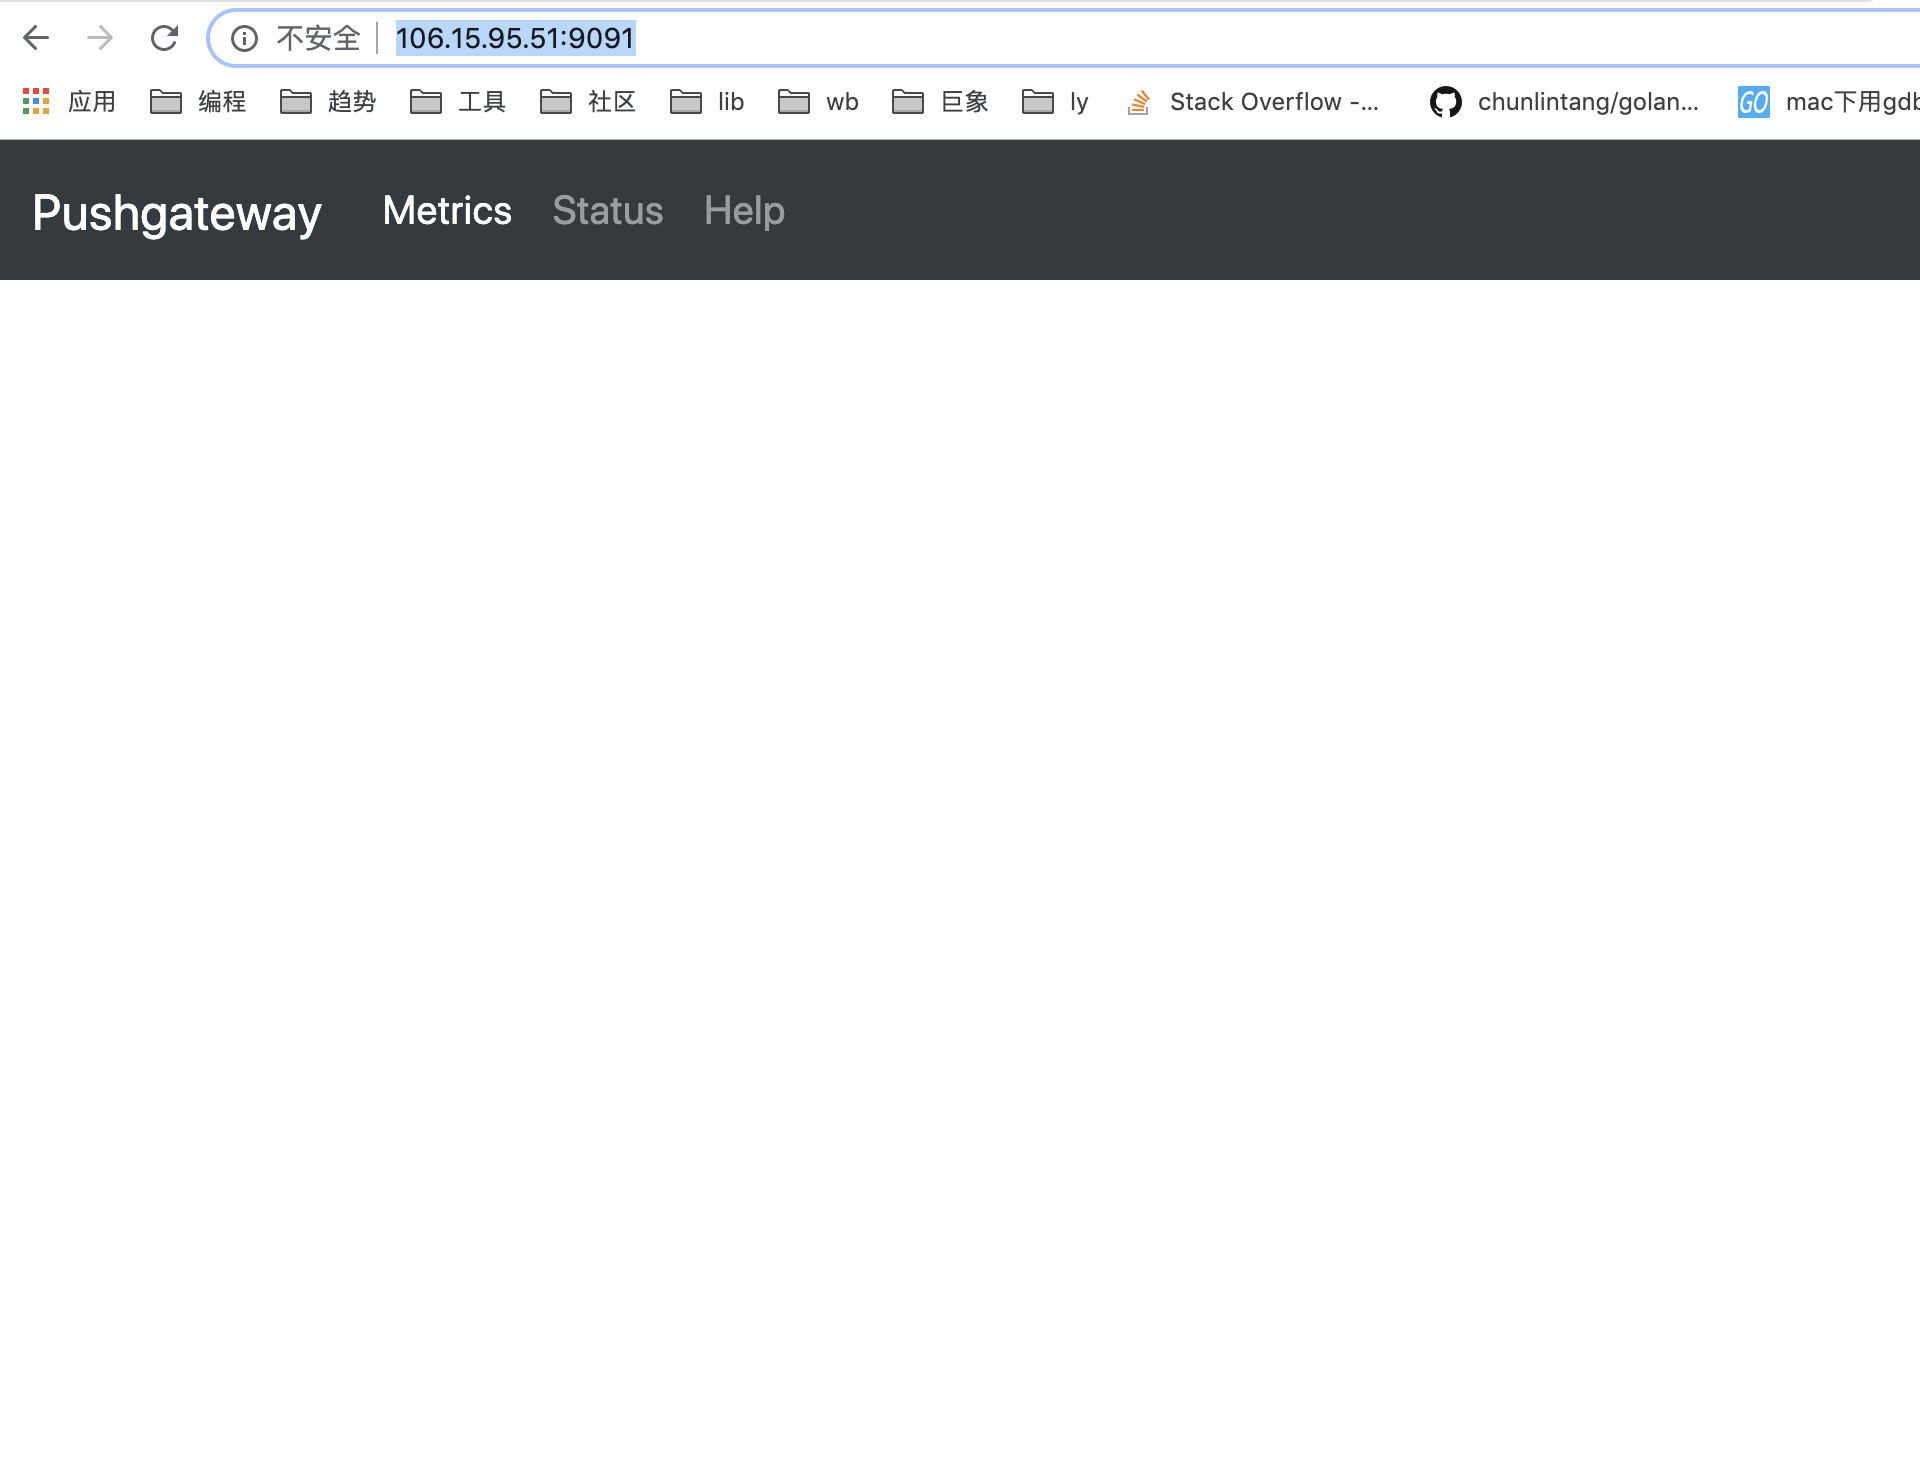 不安全 106.15.95.51:9091
应用 编程 趋势 工具 社区 lib wb 巨象 ly Stack Overflow -... chunlintang/golan... GO mac下用gdb
Pushgateway Metrics Status Help